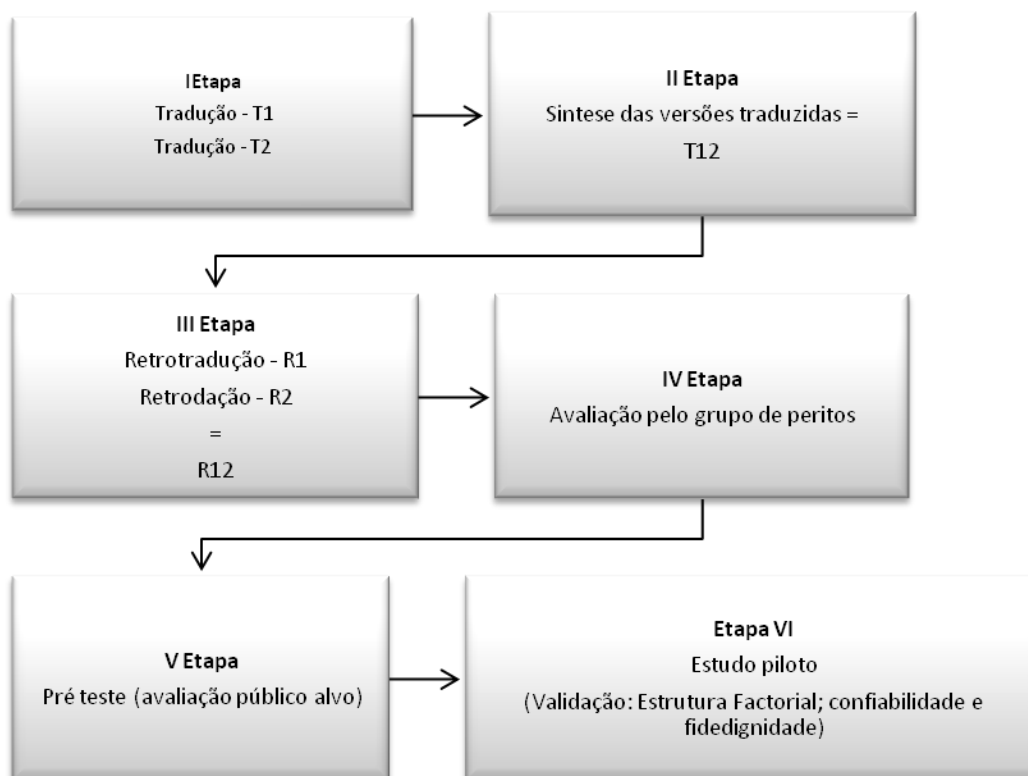 I Etapa
Tradução - T1
Tradução - T2
II Etapa
Sintese das versões traduzidas =
T12
III Etapa
Retrotradução - R1
Retrodação - R2
=
R12
IV Etapa
Avaliação pelo grupo de peritos
V Etapa
Pré teste (avaliação público alvo)
Etapa VI
Estudo piloto
(Validação: Estrutura Factorial; confiabilidade e
fidedignidade)